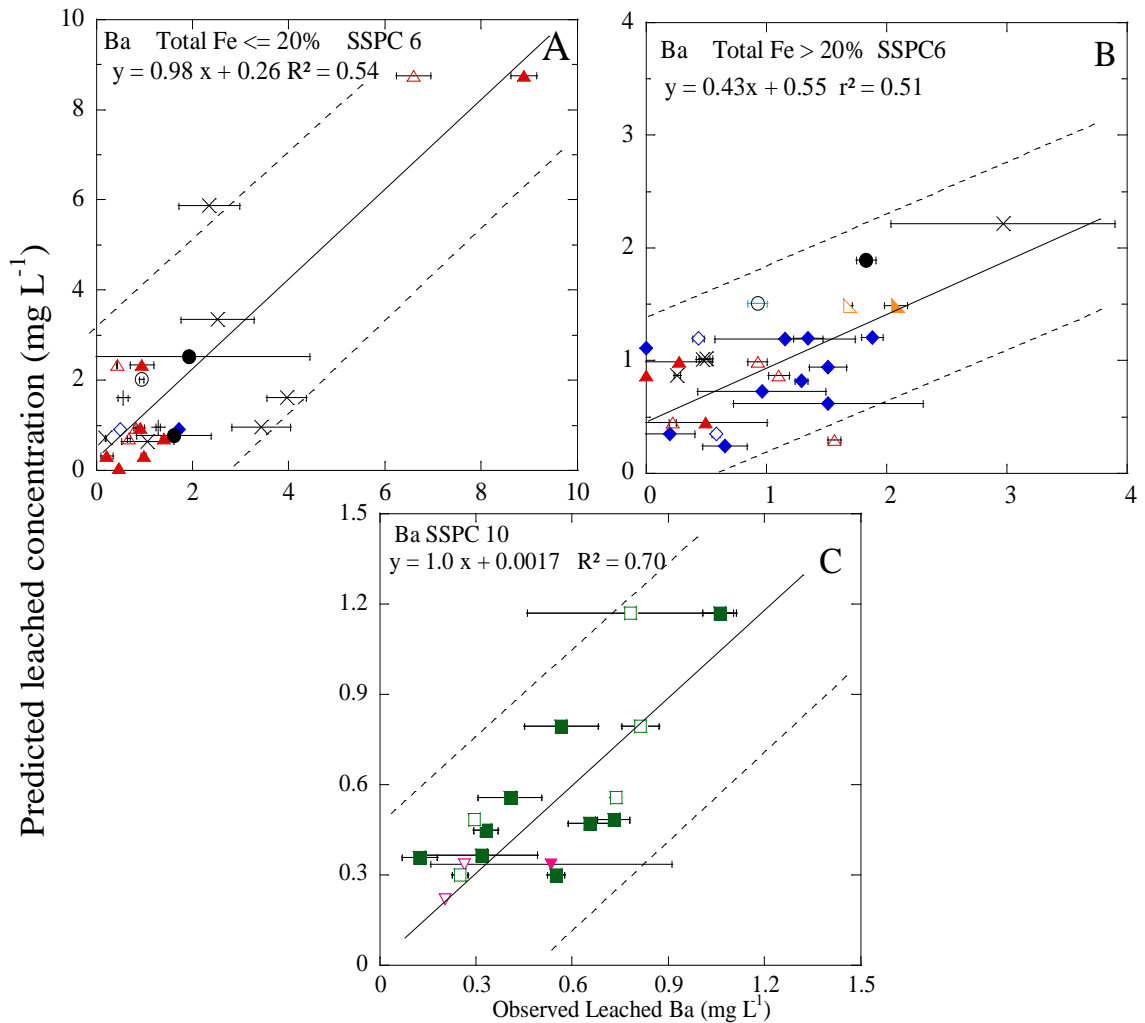 Predicted leached concentration (mg L-1)
Ba Total Fe <= 20% SSPC 6
A
y = 0.98 x + 0.26 R² = 0.54
10
8
6
4
2
0
0 2 4 6 8 10
Ba Total Fe > 20% SSPC6
B
y = 0.43x + 0.55 r² = 0.51
4
3
2
1
0
0 1 2 3 4
Ba SSPC 10
C
y = 1.0 x + 0.0017 R² = 0.70
1.5
1.2
0.9
0.6
0.3
0
0.3 0.6 0.9 1.2 1.5
Observed Leached Ba (mg L1)